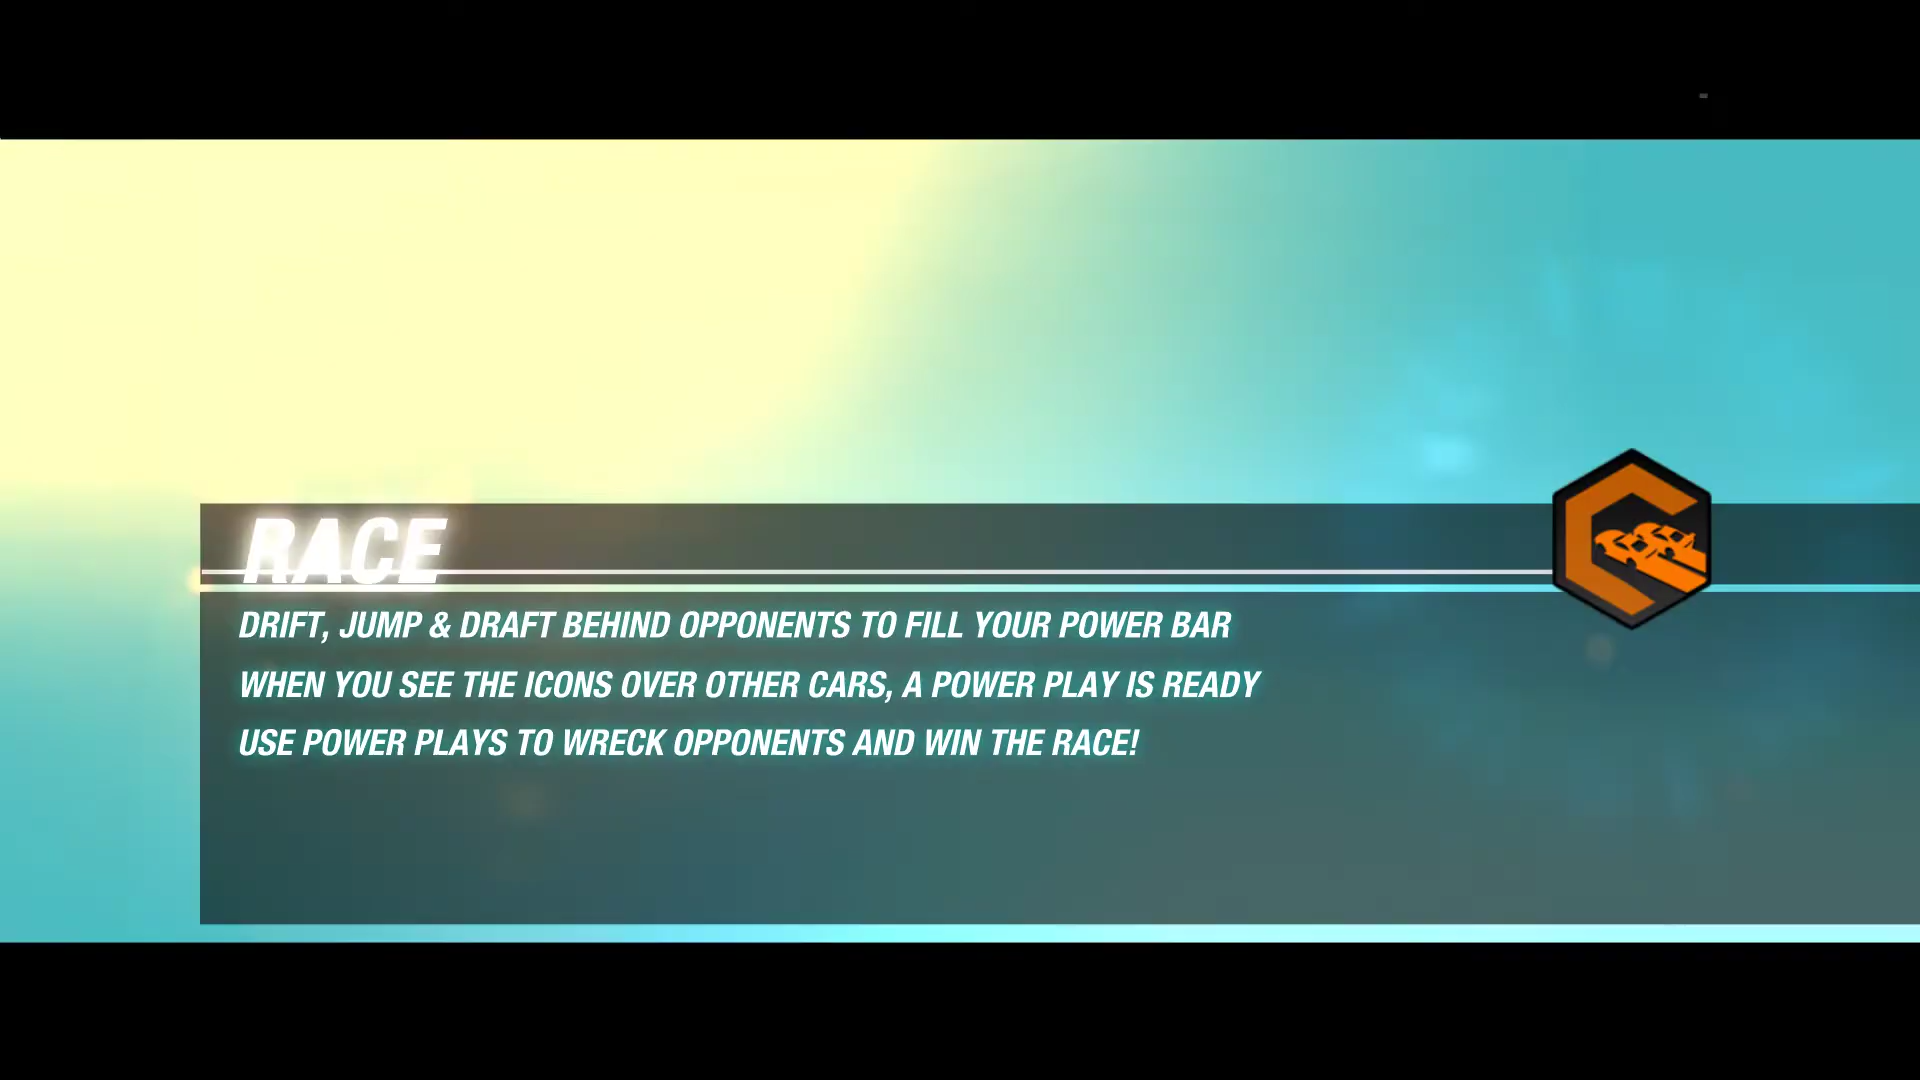 RACE
DRIFT, JUMP & DRAFT BEHIND OPPONENTS TO FILL YOUR POWER BAR
WHEN YOU SEE THE ICONS OVER OTHER CARS, A POWER PLAY IS READY
USE POWER PLAYS TO WRECK OPPONENTS AND WIN THE RACE!